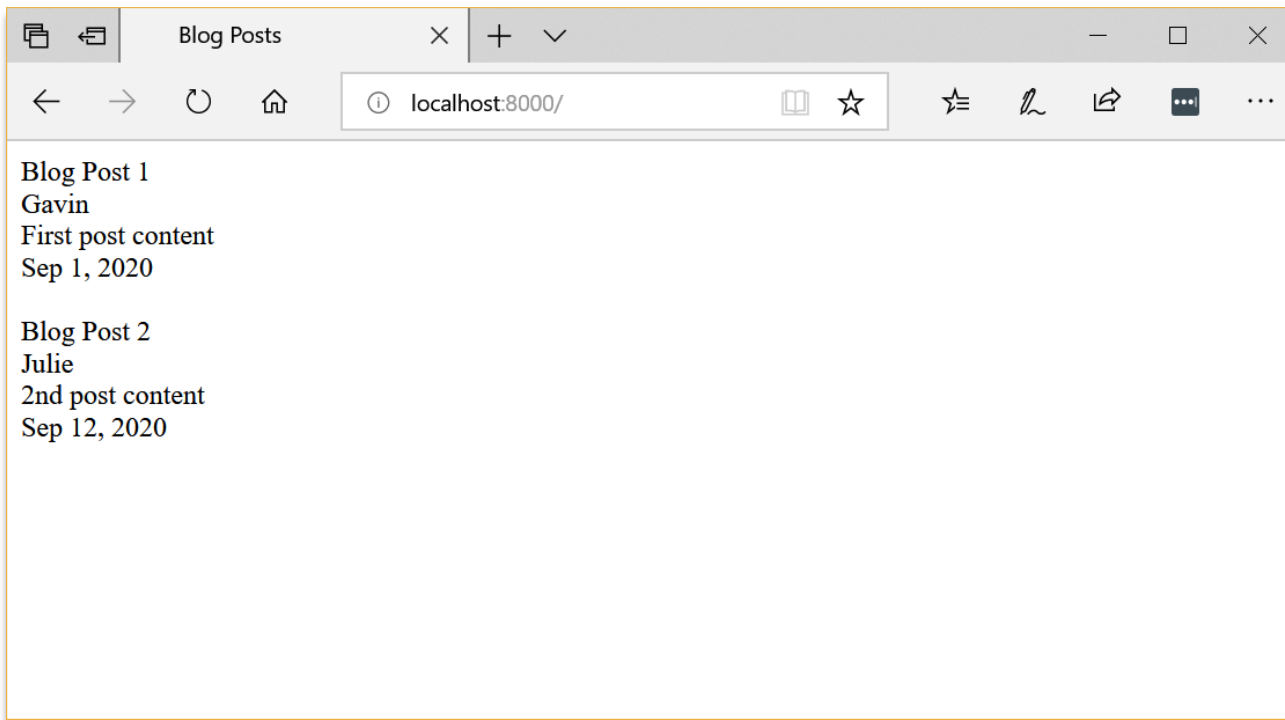 Blog Posts
localhost:8000/
Blog Post 1
Gavin
First post content
Sep 1, 2020
Blog Post 2
Julie
2nd post content
Sep 12, 2020